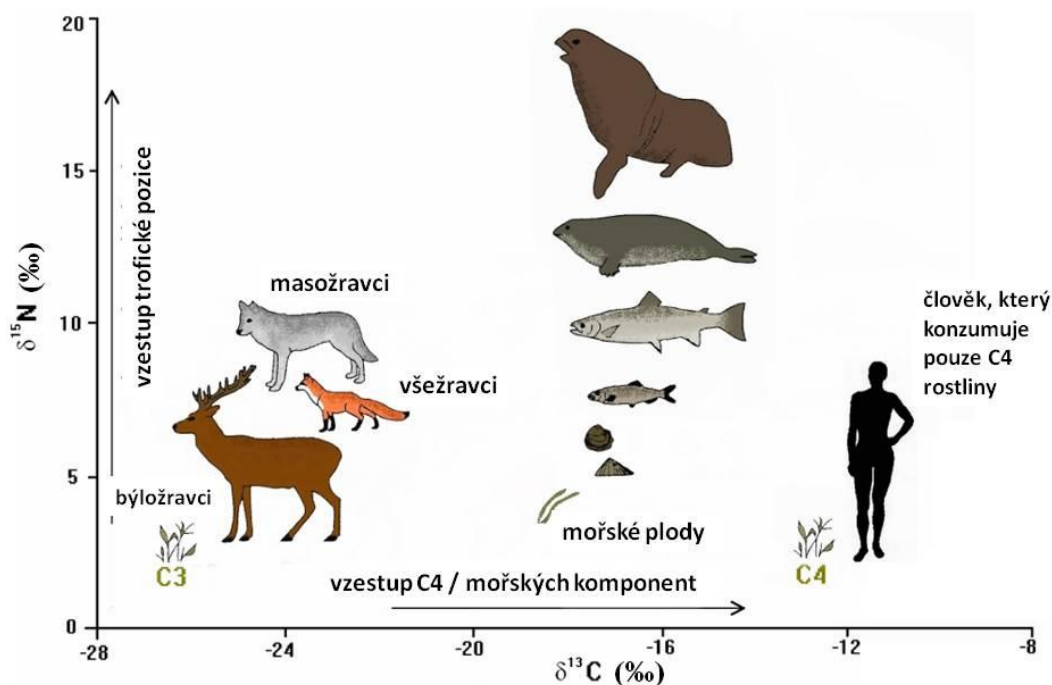 20
15
10
5
0
δ¹⁵N (‰)
vzestup trofické pozice
masožravci
všežravci
býložravci
C3
mořské plody
vzestup C4 / mořských komponent
člověk, který
konzumuje
pouze C4
rostliny
C4
-28
-24
-20
-16
-12
-8
δ¹³C (‰)